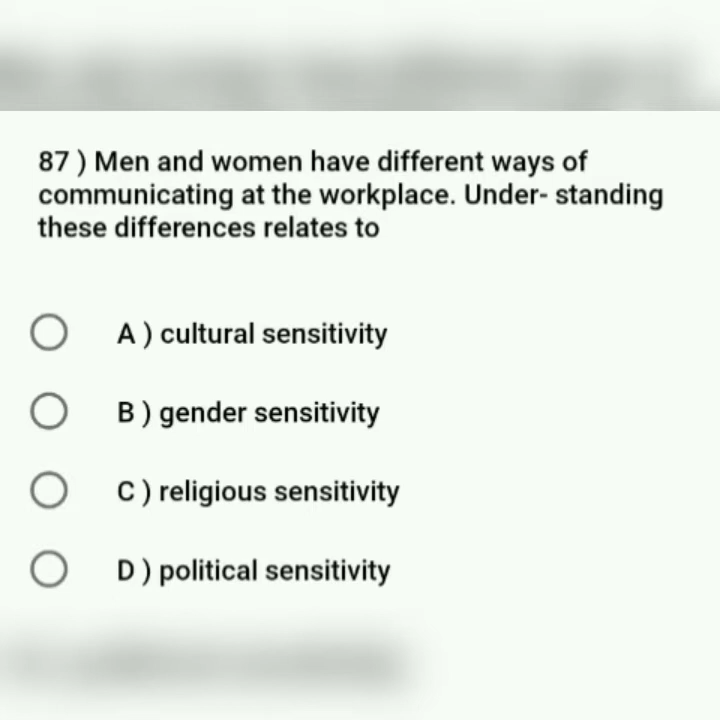 87 ) Men and women have different ways of
communicating at the workplace. Under- standing
these differences relates to
A ) cultural sensitivity
B ) gender sensitivity
C ) religious sensitivity
D ) political sensitivity